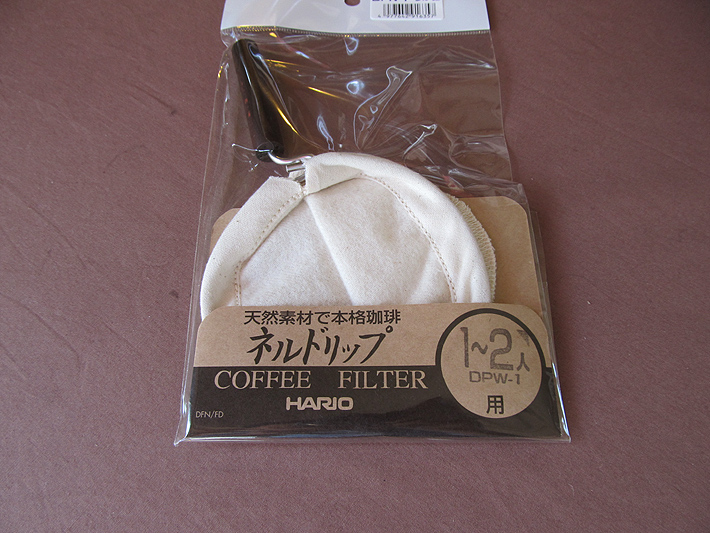 天然素材で本格珈琲
ネルドリップ
COFFEE FILTER
HARIO
DFN/FD
1~2人
DPW-1
用